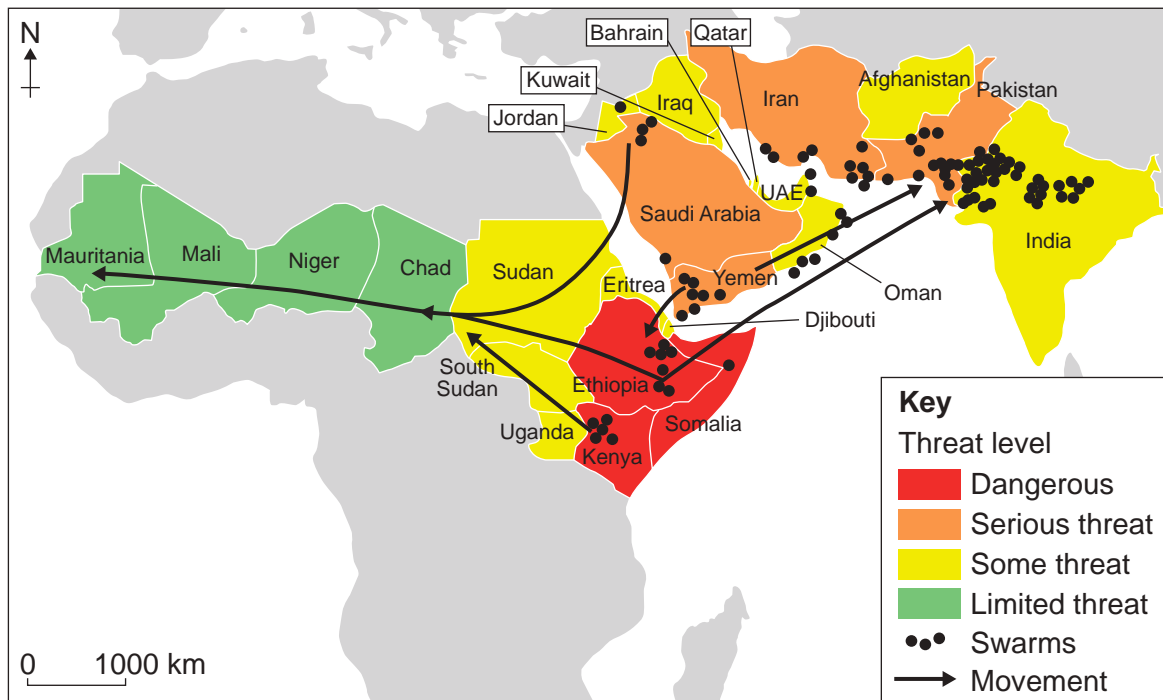 N
Bahrain
Qatar
Kuwait
Jordan
Iraq
Iran
Afghanistan
Pakistan
UAE
Saudi Arabia
India
Mauritania
Mali
Niger
Chad
Sudan
Eritrea
Yemen
Oman
Djibouti
South
Sudan
Ethiopia
Uganda
Kenya
Somalia
Key
Threat level
Dangerous
Serious threat
Some threat
Limited threat
Swarms
Movement
0 1000 km